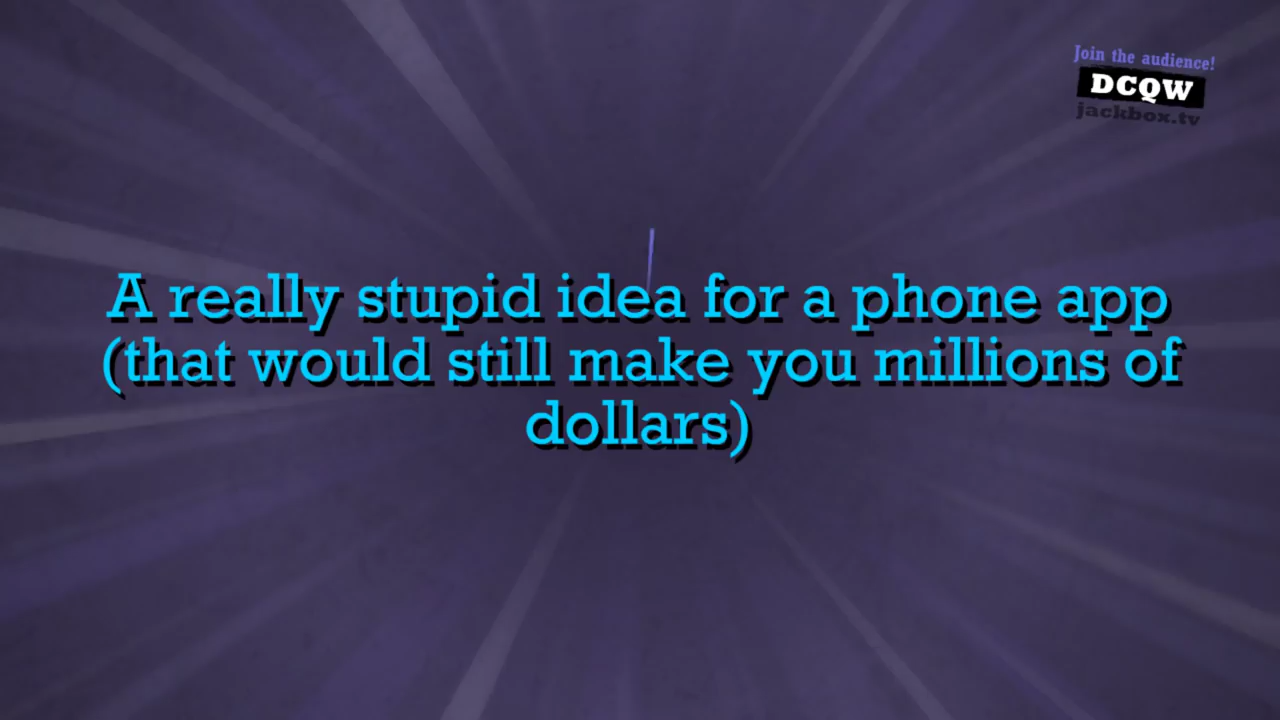 Join the audience!
DCQW
jackbox.tv
A really stupid idea for a phone app
(that would still make you millions of
dollars)